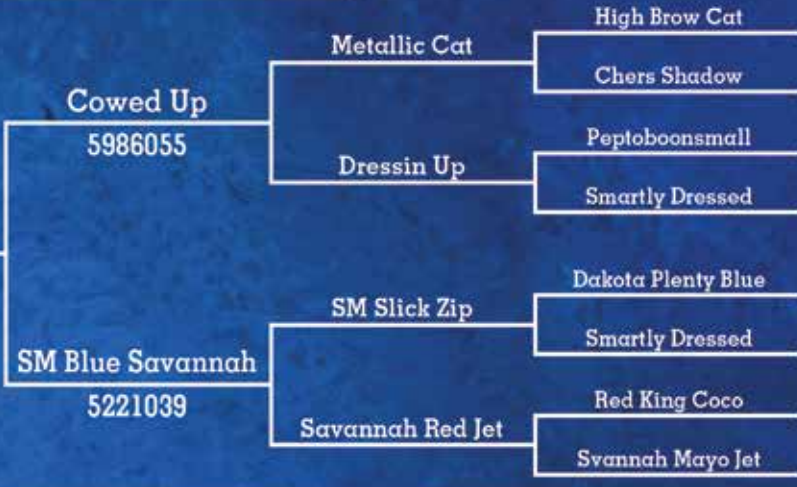 High Brow Cat
Metallic Cat
Chers Shadow
Cowed Up
5986055
Peptoboonsmall
Dressin Up
Smartly Dressed
Dakota Plenty Blue
SM Slick Zip
Smartly Dressed
SM Blue Savannah
5221039
Red King Coco
Savannah Red Jet
Svannah Mayo Jet